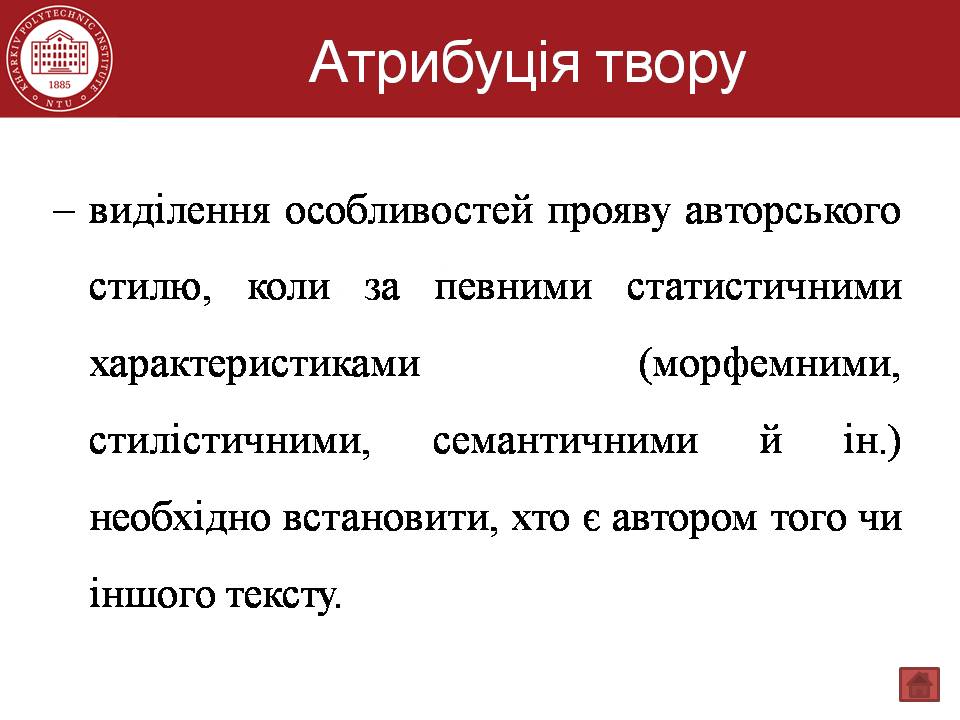 KHARKIV POLYTECHNIC INSTITUTE
1885
NTU
Атрибуція твору
– виділення особливостей прояву авторського
стилю, коли за певними статистичними
характеристиками (морфемними,
стилістичними, семантичними й ін.)
необхідно встановити, хто є автором того чи
іншого тексту.